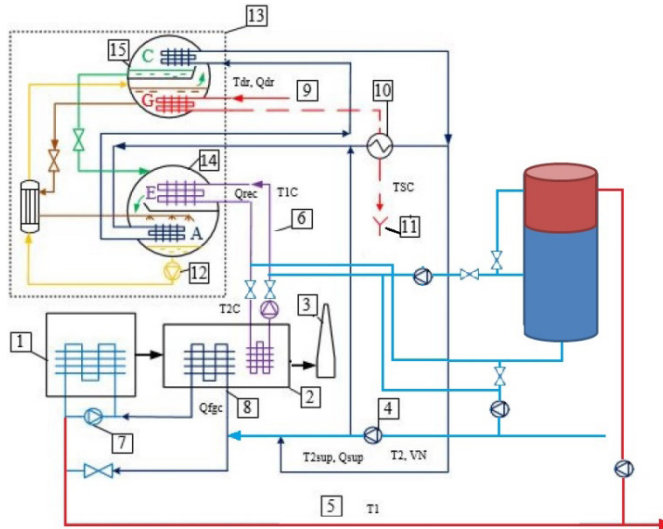 13
15
C
Tdr, Qdr
9
10
G
14
E
T1C
TSC
Qrec
6
11
A
12
T2C
3
1
2
Qfgc
8
4
7
T2sup, Qsup
T2, VN
5
T1